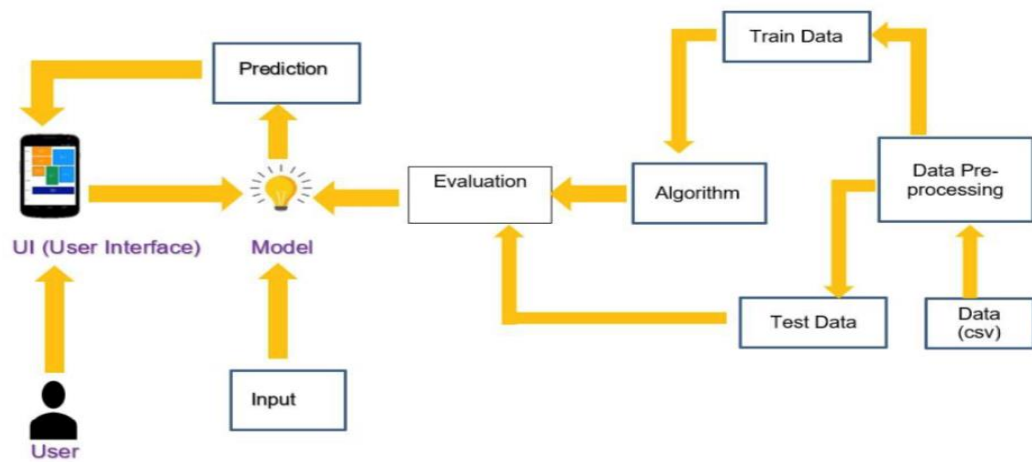 Train Data
Prediction
Evaluation
Algorithm
Data Pre-
processing
UI (User Interface)
Model
Test Data
Data
(csv)
Input
User